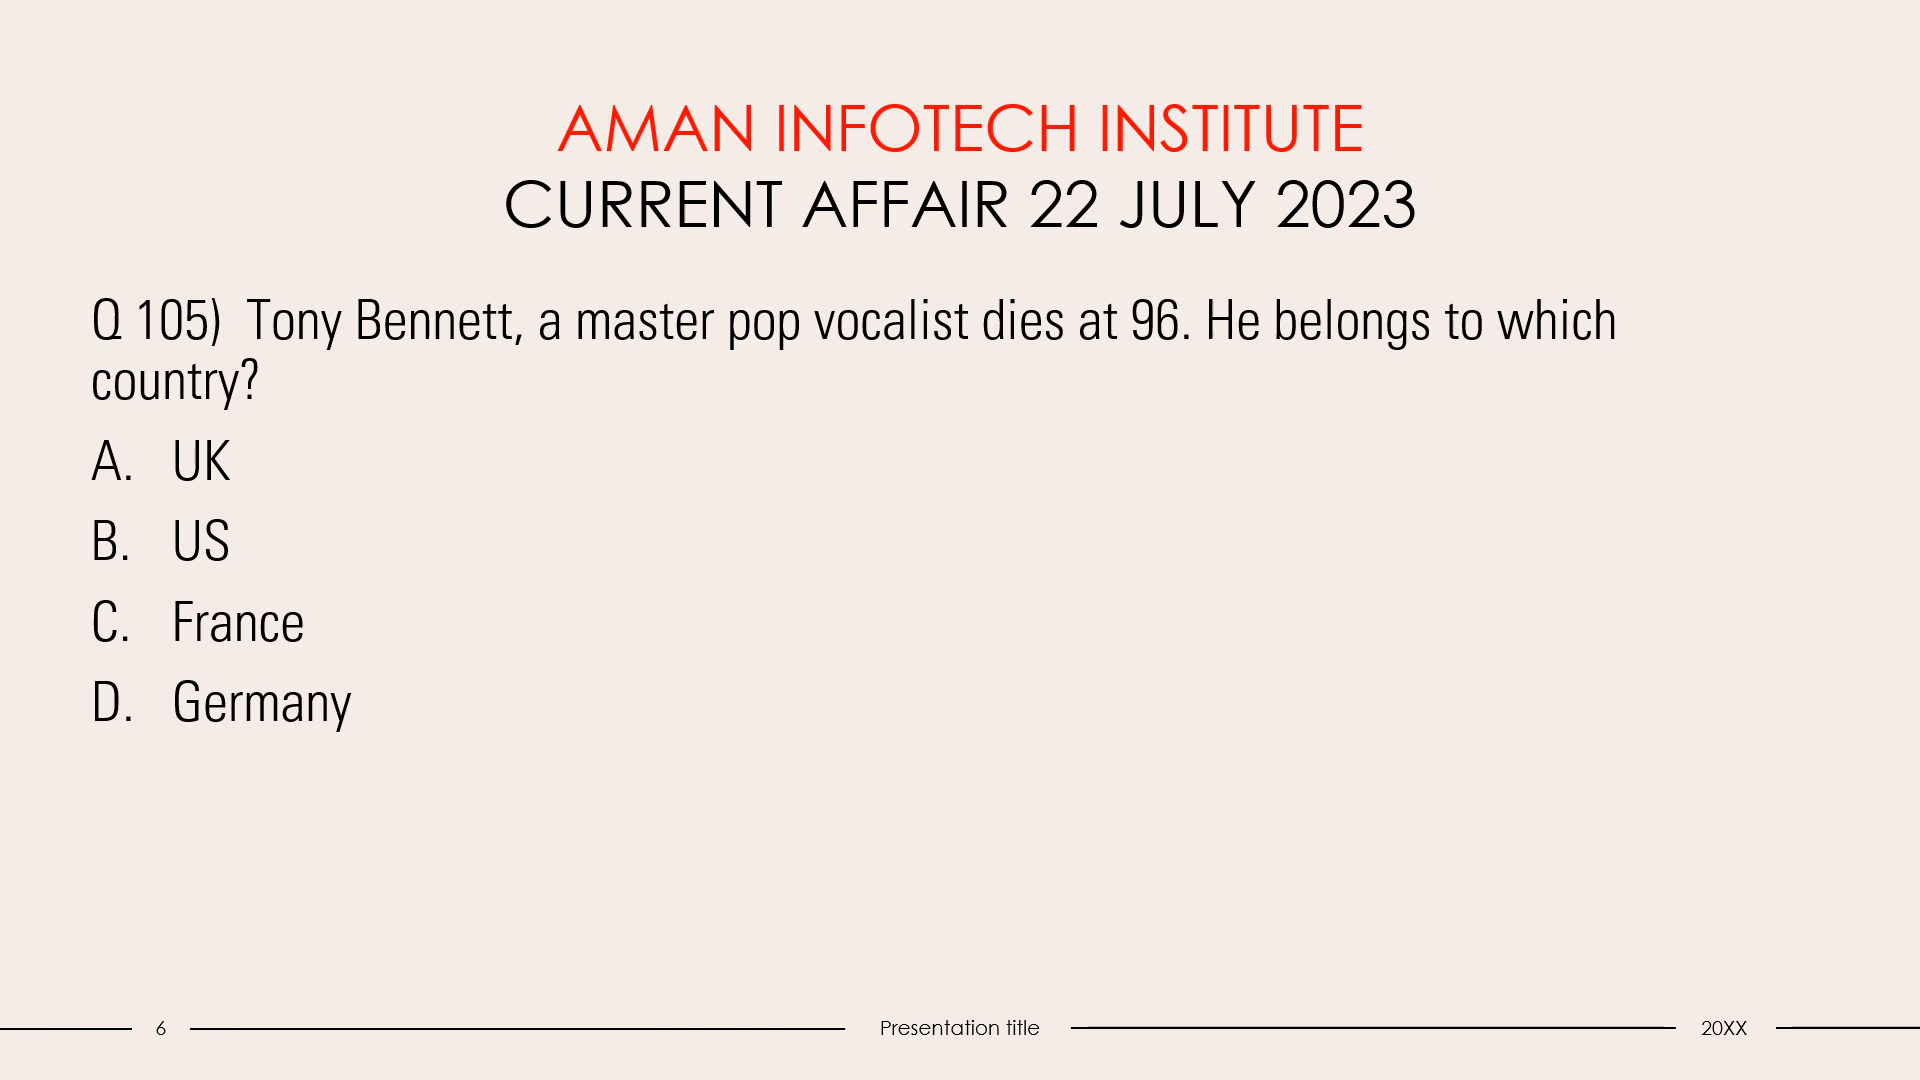 AMAN INFOTECH INSTITUTE
CURRENT AFFAIR 22 JULY 2023
Q 105)  Tony Bennett, a master pop vocalist dies at 96. He belongs to which
country?
A. UK
B. US
C. France
D. Germany
6 Presentation title 20XX